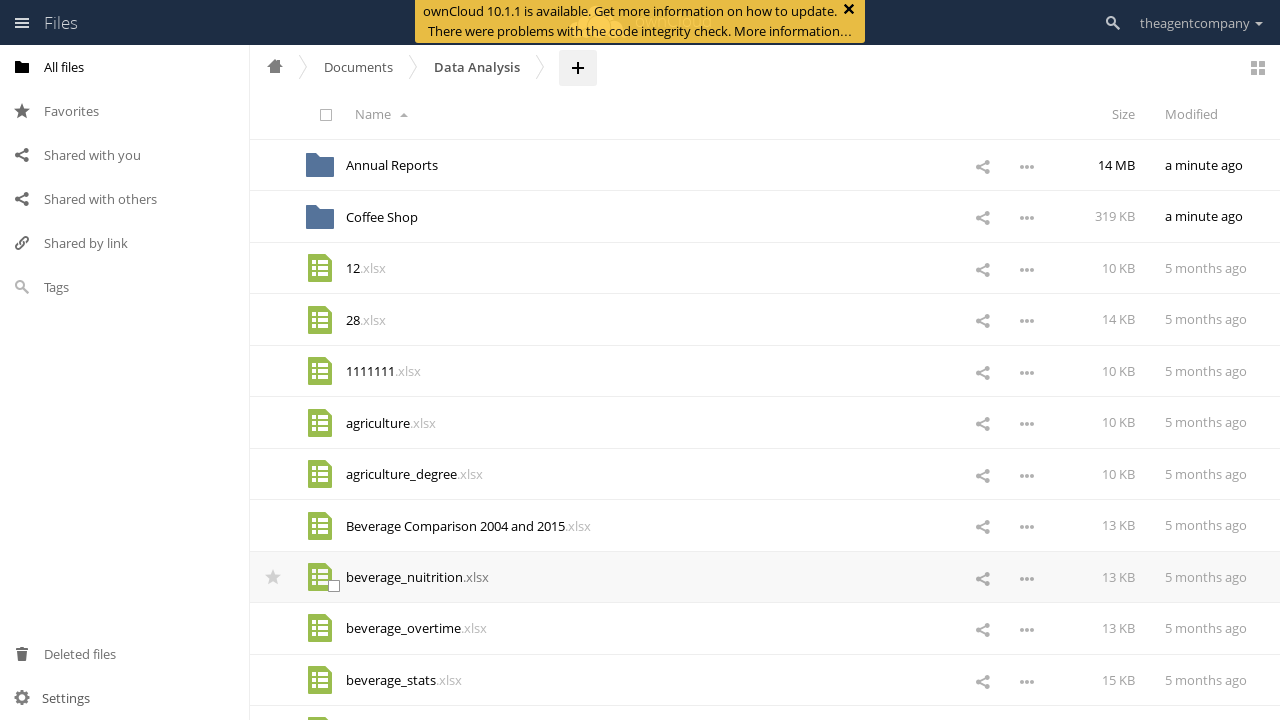 Files
ownCloud 10.1.1 is available. Get more information on how to update.
There were problems with the code integrity check. More information…
theagentcompany
All files
Favorites
Shared with you
Shared with others
Shared by link
Tags
Deleted files
Settings
Documents
Data Analysis
Name Size Modified
Annual Reports 14 MB a minute ago
Coffee Shop 319 KB a minute ago
12.xlsx 10 KB 5 months ago
28.xlsx 14 KB 5 months ago
1111111.xlsx 10 KB 5 months ago
agriculture.xlsx 10 KB 5 months ago
agriculture_degree.xlsx 10 KB 5 months ago
Beverage Comparison 2004 and 2015.xlsx 13 KB 5 months ago
beverage_nuitrition.xlsx 13 KB 5 months ago
beverage_overtime.xlsx 13 KB 5 months ago
beverage_stats.xlsx 15 KB 5 months ago